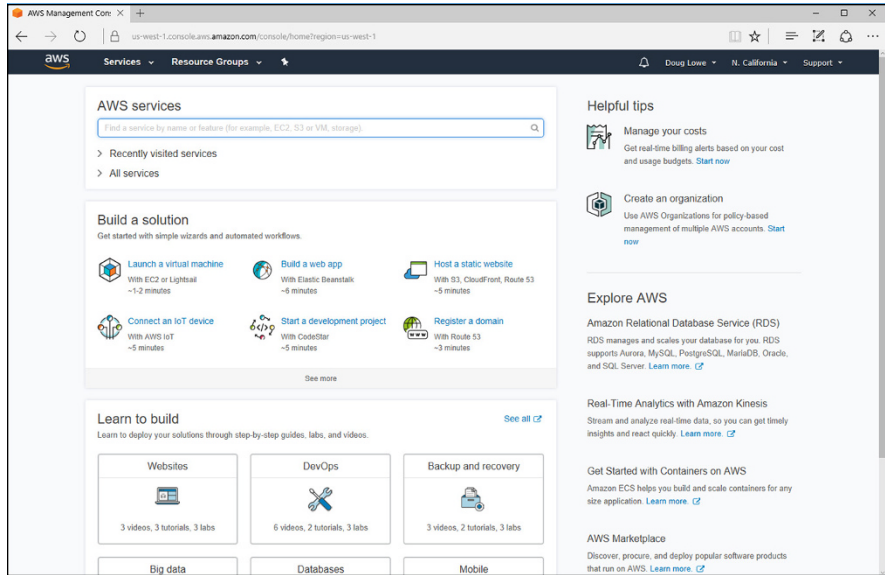 AWS Management Con:
us-west-1.console.aws.amazon.com/console/home?region=us-west-1
aws
Services
Resource Groups
Doug Lowe
N. California
Support
AWS services
Find a service by name or feature (for example, EC2, S3 or VM, storage).
Recently visited services
All services
Build a solution
Get started with simple wizards and automated workflows.
Launch a virtual machine
With EC2 or Lightsail
~1-2 minutes
Build a web app
With Elastic Beanstalk
~6 minutes
Host a static website
With S3, CloudFront, Route 53
~5 minutes
Connect an IoT device
With AWS IoT
~5 minutes
Start a development project
With CodeStar
~5 minutes
Register a domain
With Route 53
~3 minutes
See more
Learn to build
See all
Learn to deploy your solutions through step-by-step guides, labs, and videos.
Websites
3 videos, 3 tutorials, 3 labs
DevOps
6 videos, 2 tutorials, 3 labs
Backup and recovery
3 videos, 2 tutorials, 3 labs
Big data
Databases
Mobile
Helpful tips
Manage your costs
Get real-time billing alerts based on your cost
and usage budgets. Start now
Create an organization
Use AWS Organizations for policy-based
management of multiple AWS accounts. Start
now
Explore AWS
Amazon Relational Database Service (RDS)
RDS manages and scales your database for you. RDS
supports Aurora, MySQL, PostgreSQL, MariaDB, Oracle,
and SQL Server. Learn more.
Real-Time Analytics with Amazon Kinesis
Stream and analyze real-time data, so you can get timely
insights and react quickly. Learn more.
Get Started with Containers on AWS
Amazon ECS helps you build and scale containers for any
size application. Learn more.
AWS Marketplace
Discover, procure, and deploy popular software products
that run on AWS. Learn more.